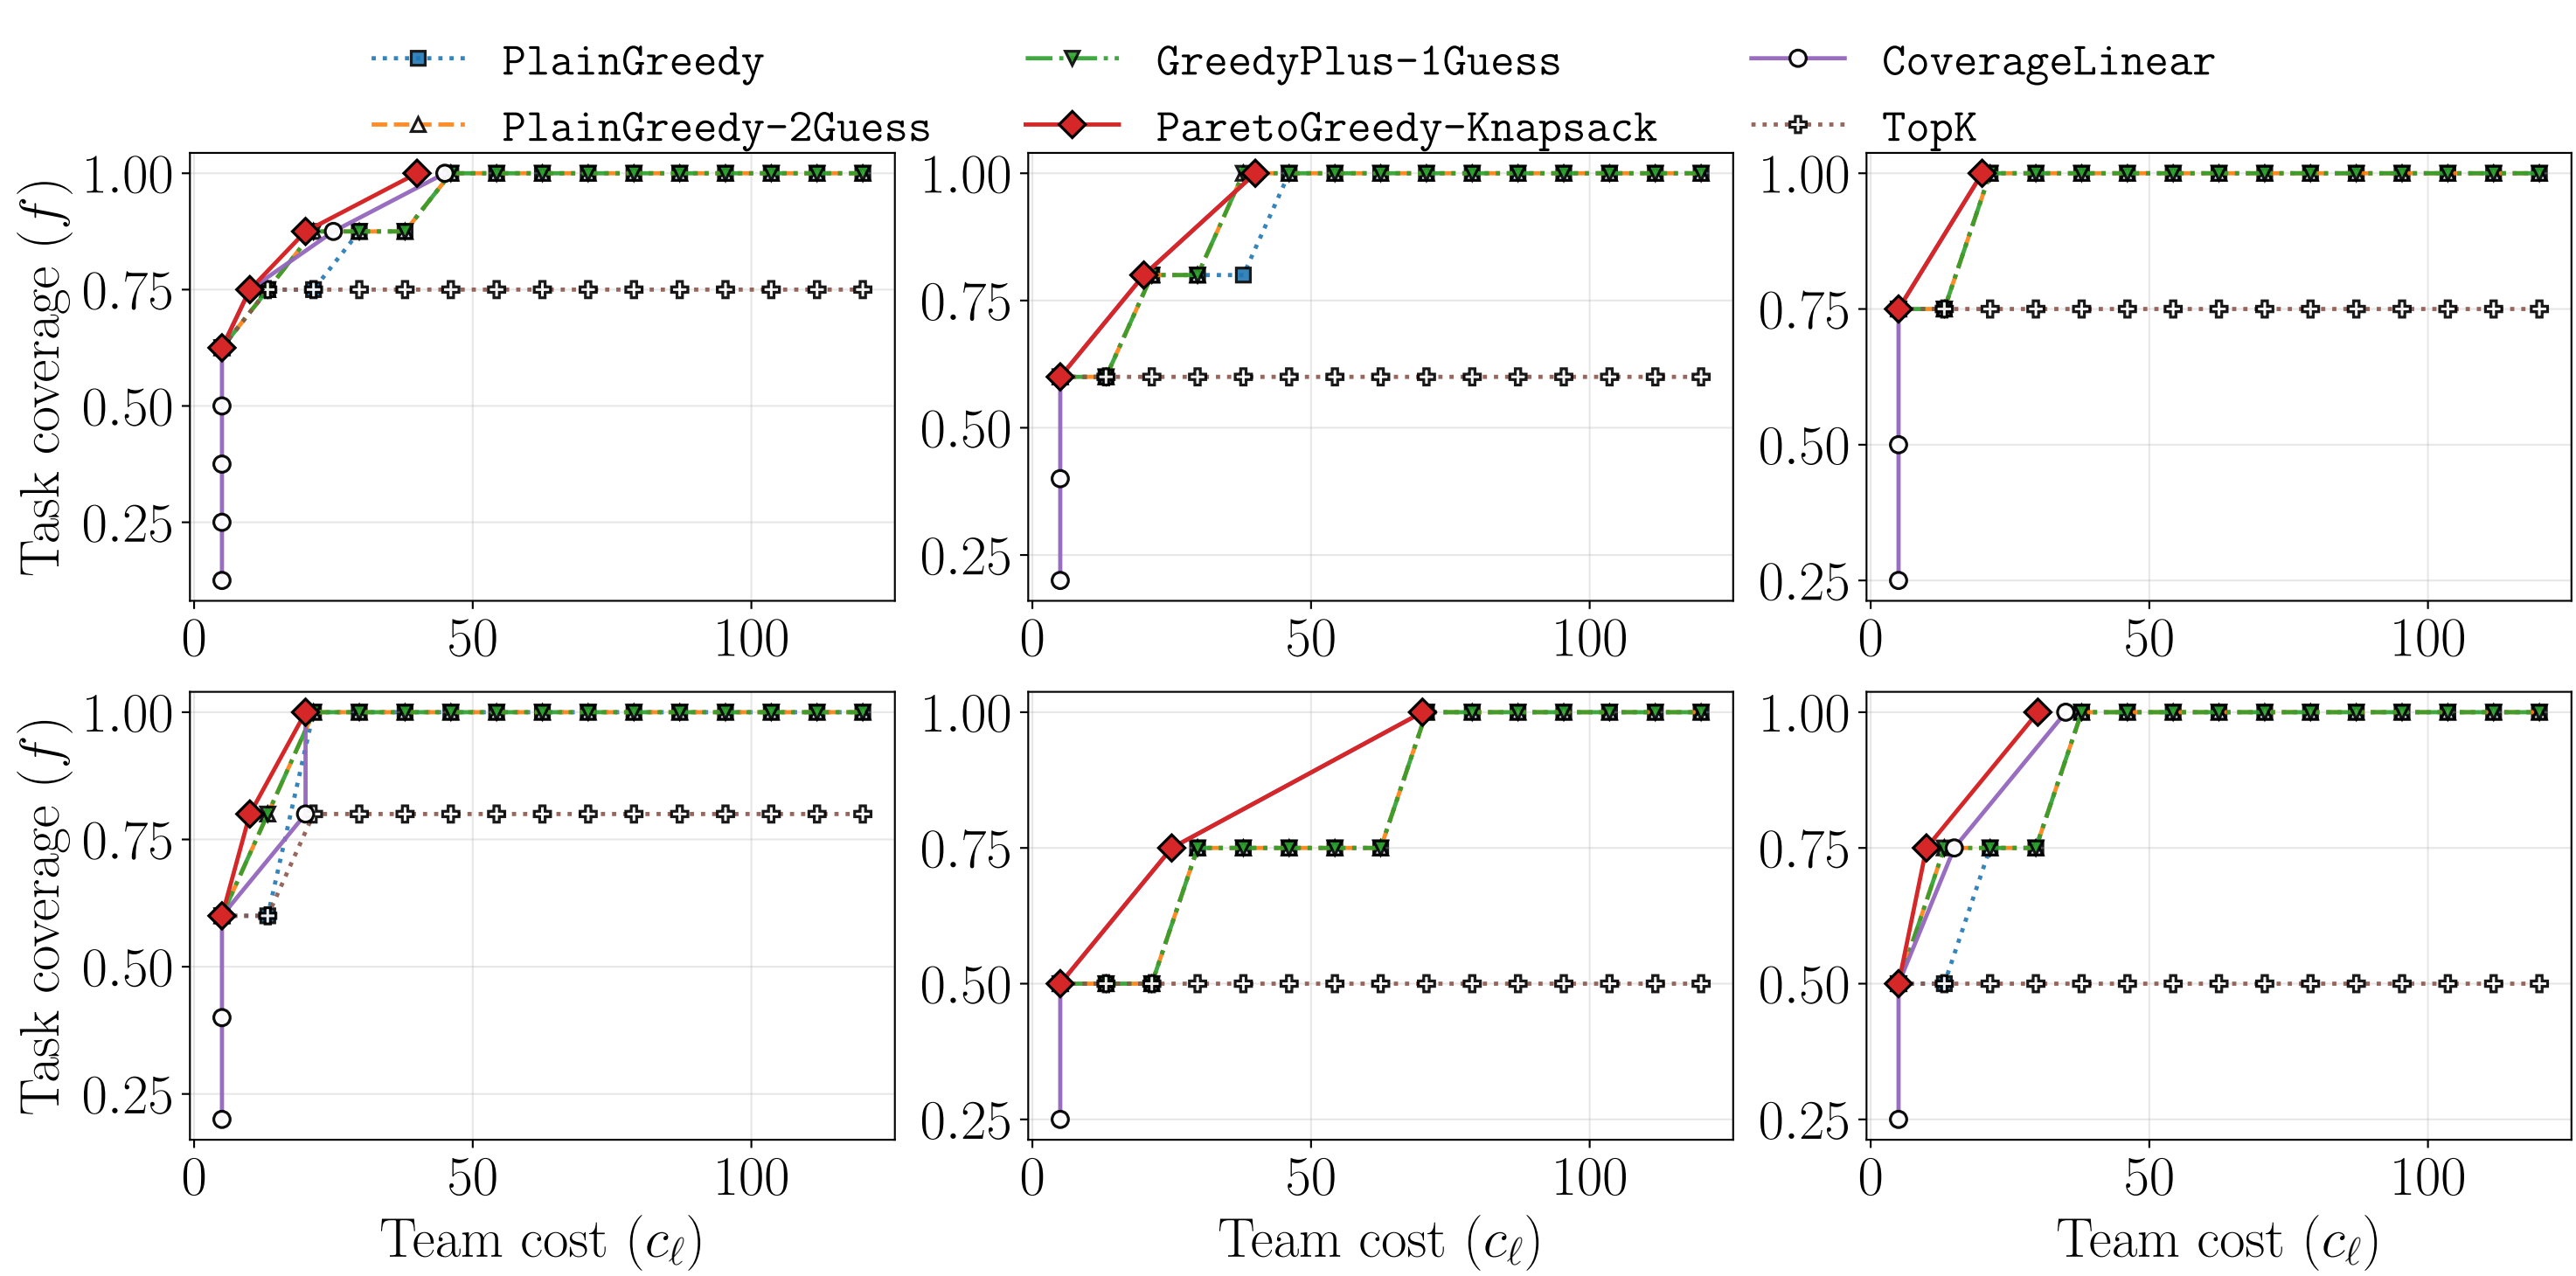 PlainGreedy GreedyPlus-1Guess CoverageLinear
PlainGreedy-2Guess ParetoGreedy-Knapsack TopK
Task coverage (f)
1.00
0.75
0.50
0.25
0 50 100
1.00
0.75
0.50
0.25
0 50 100
1.00
0.75
0.50
0.25
0 50 100
Task coverage (f)
1.00
0.75
0.50
0.25
0 50 100
Team cost (cℓ)
1.00
0.75
0.50
0.25
0 50 100
Team cost (cℓ)
1.00
0.75
0.50
0.25
0 50 100
Team cost (cℓ)